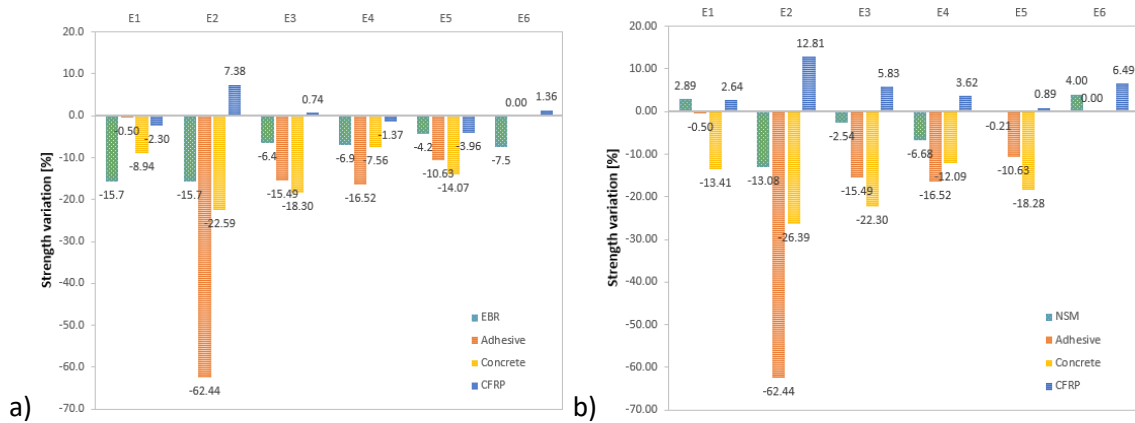 E1 E2 E3 E4 E5 E6
20.0
10.0
0.0
-10.0
-20.0
-30.0
-40.0
-50.0
-60.0
-70.0
Strength variation [%]
-15.7 -0.50 -8.94 -2.30
-15.7 -62.44 -22.59 7.38
-6.4 -15.49 -18.30 0.74
-6.9 -16.52 -7.56 -1.37
-4.2 -10.63 -14.07 -3.96
-7.5 0.00 1.36
EBR
Adhesive
Concrete
CFRP
a)
E1 E2 E3 E4 E5 E6
20.00
10.00
0.00
-10.00
-20.00
-30.00
-40.00
-50.00
-60.00
-70.00
Strength variation [%]
2.89 -0.50 -13.41 2.64
-13.08 -62.44 -26.39 12.81
-2.54 -15.49 -22.30 5.83
-6.68 -16.52 -12.09 3.62
-0.21 -10.63 -18.28 0.89
4.00 0.00 6.49
NSM
Adhesive
Concrete
CFRP
b)